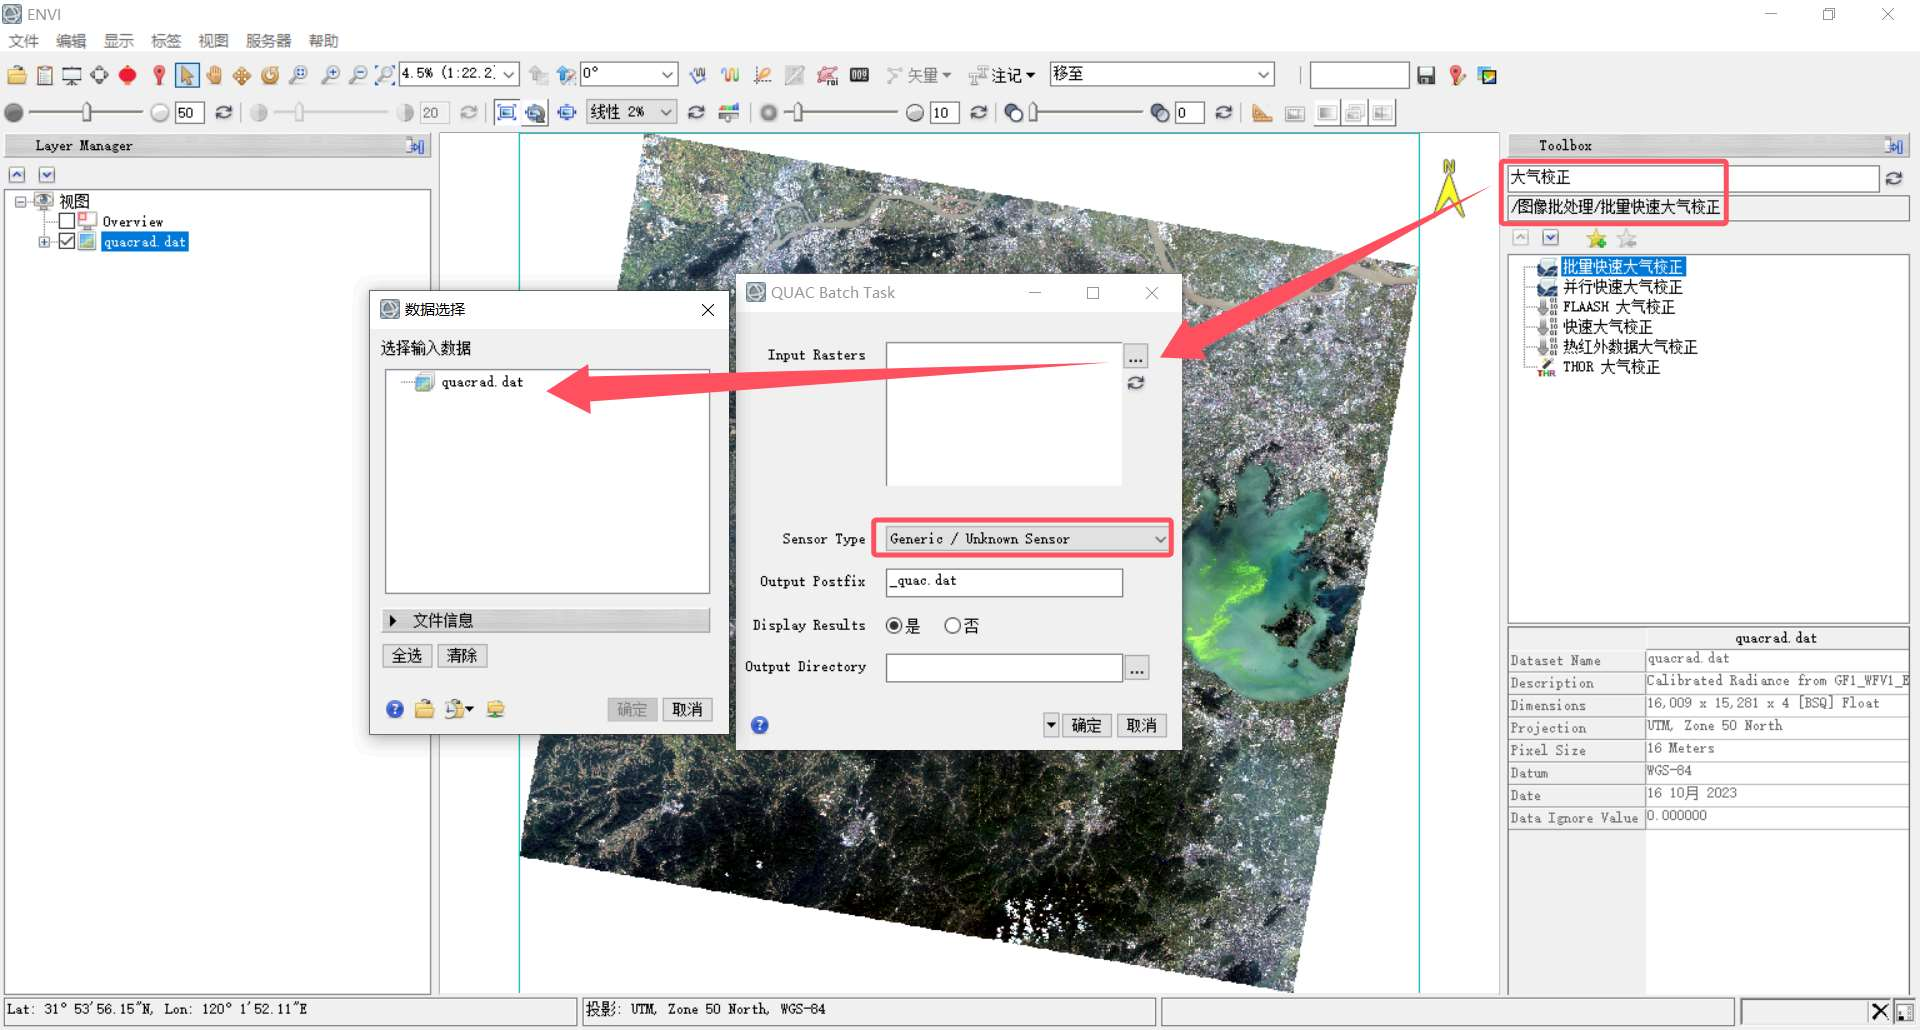 ENVI
文件 编辑 显示 标签 视图 服务器 帮助
4.5% (1:22.2 0° 矢量 注记 移至
50 20 线性 2% 10 0
Layer Manager
视图
Overview
quacrad.dat
N
数据选择
选择输入数据
quacrad.dat
文件信息
全选 清除
确定 取消
QUAC Batch Task
Input Rasters ...
Sensor Type Generic / Unknown Sensor
Output Postfix _quac.dat
Display Results 是 否
Output Directory ...
确定 取消
Toolbox
大气校正
/图像批处理/批量快速大气校正
批量快速大气校正
并行快速大气校正
FLAASH 大气校正
快速大气校正
热红外数据大气校正
THOR 大气校正
quacrad.dat
Dataset Name quacrad.dat
Description Calibrated Radiance from GF1_WFV1_E
Dimensions 16,009 x 15,281 x 4 [BSQ] Float
Projection UTM, Zone 50 North
Pixel Size 16 Meters
Datum WGS-84
Date 16 10月 2023
Data Ignore Value 0.000000
Lat: 31° 53'56.15"N, Lon: 120° 1'52.11"E
投影: UTM, Zone 50 North, WGS-84